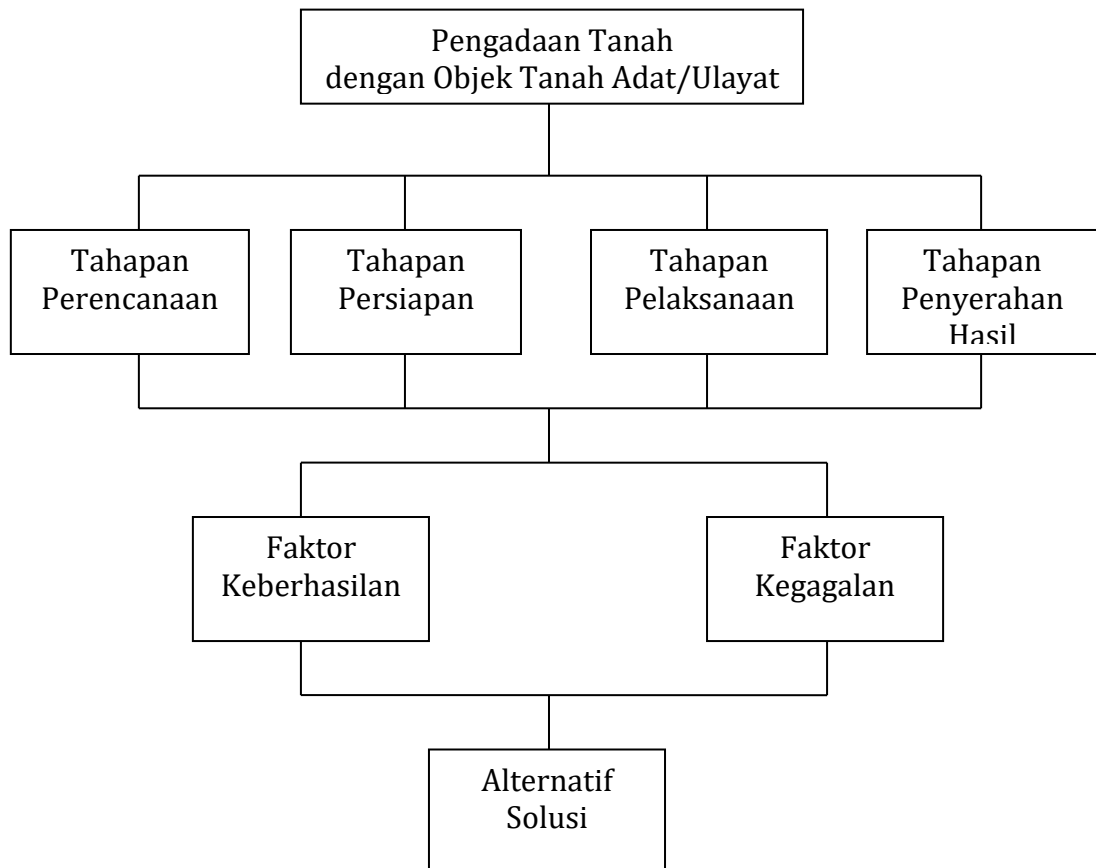 Pengadaan Tanah
dengan Objek Tanah Adat/Ulayat
Tahapan
Perencanaan
Tahapan
Persiapan
Tahapan
Pelaksanaan
Tahapan
Penyerahan
Hasil
Faktor
Keberhasilan
Faktor
Kegagalan
Alternatif
Solusi